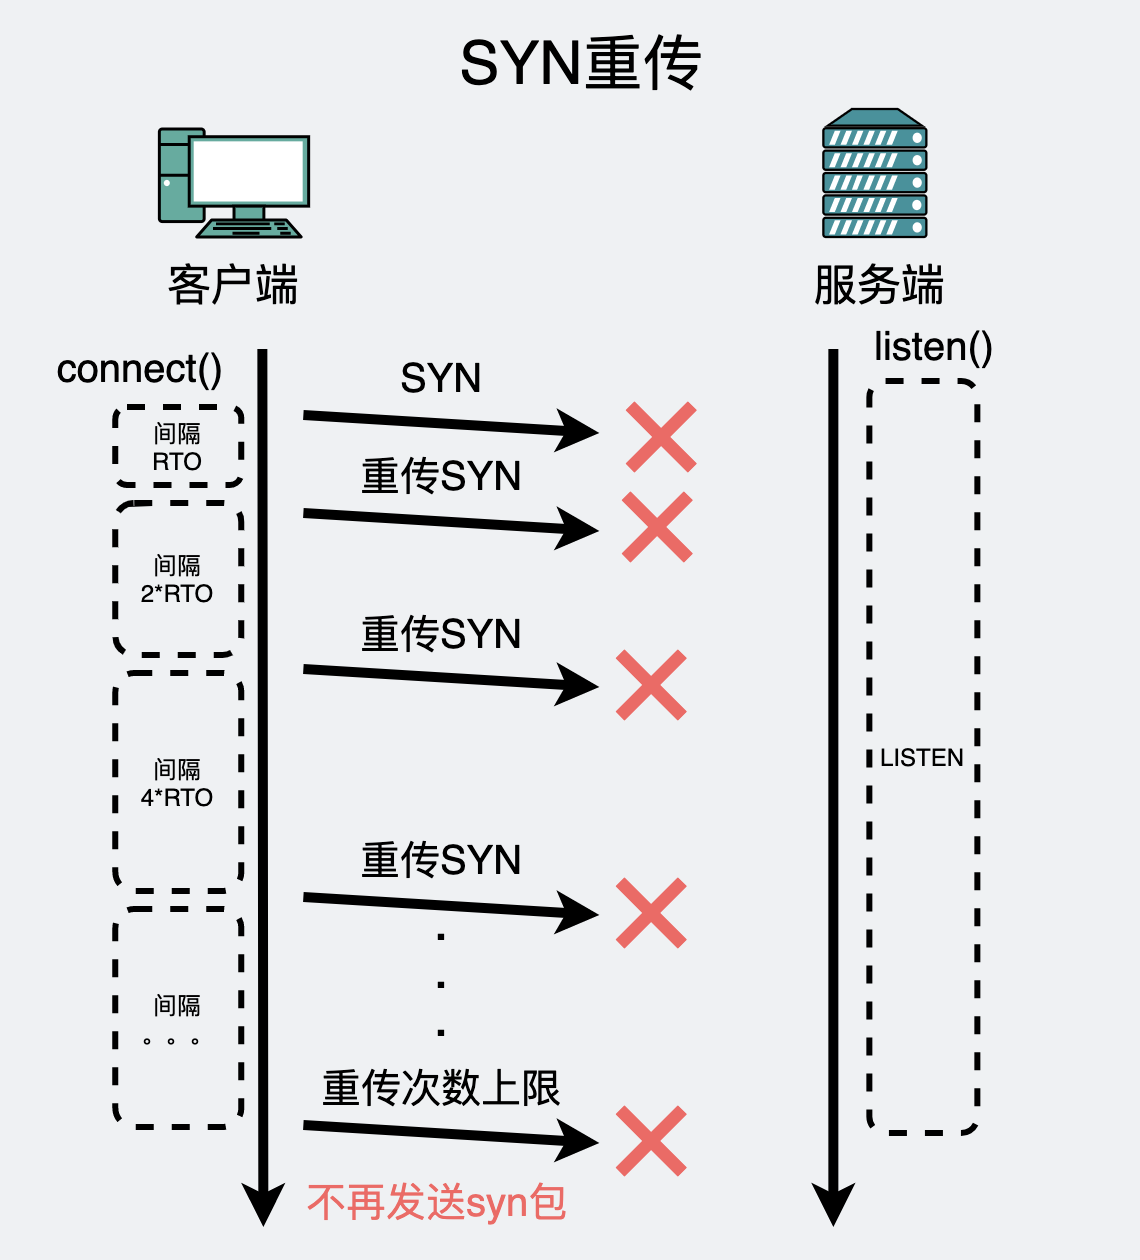 SYN重传
客户端
服务端
connect()
listen()
SYN
间隔
RTO
重传SYN
间隔
2*RTO
重传SYN
间隔
4*RTO
LISTEN
重传SYN
间隔
。。。
重传次数上限
不再发送syn包